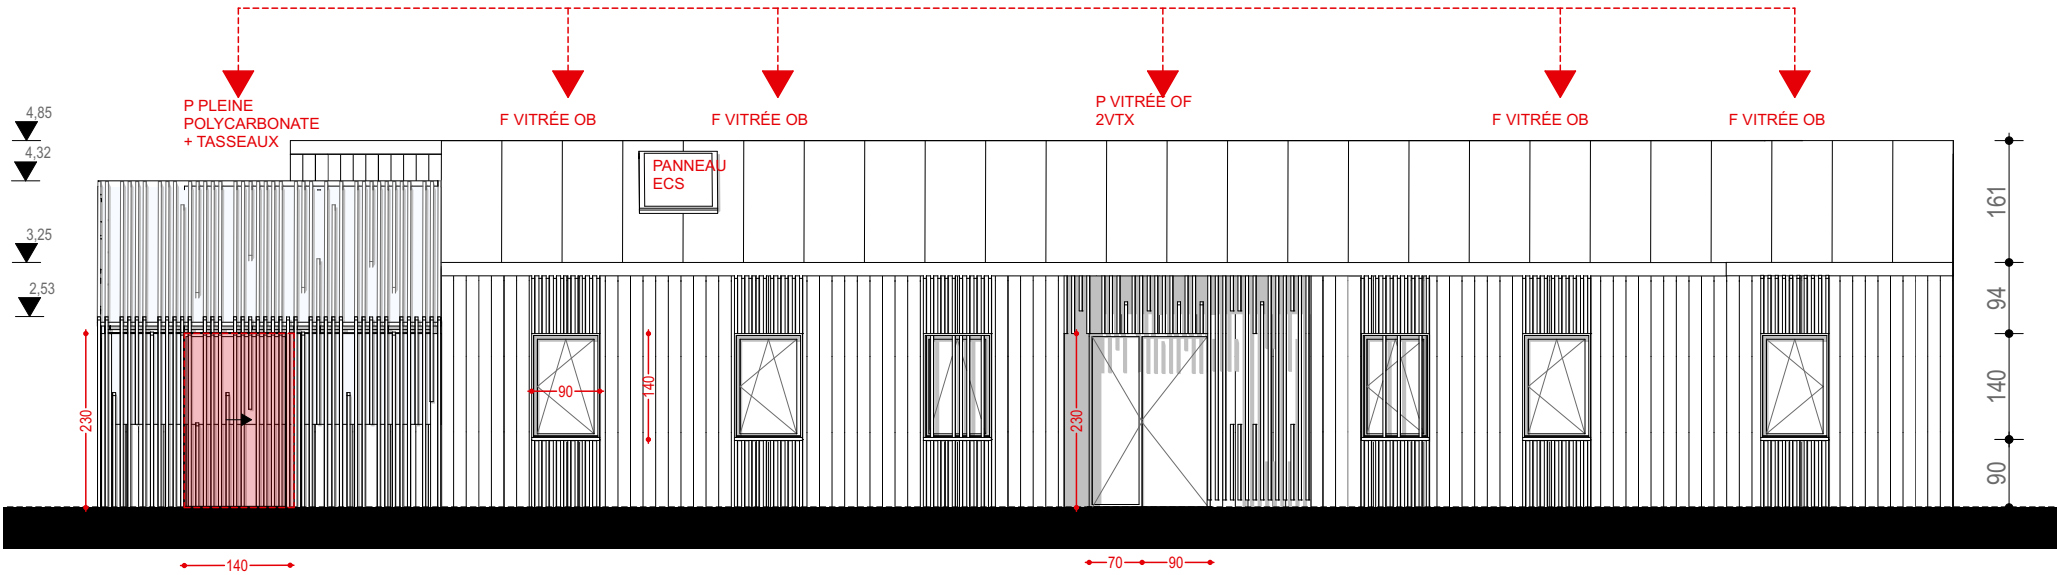 P PLEINE
POLYCARBONATE
+ TASSEAUX
F VITRÉE OB
F VITRÉE OB
P VITRÉE OF
2VTX
F VITRÉE OB
F VITRÉE OB
4,85
4,32
3,25
2,53
PANNEAU
ECS
161
94
140
90
230
90
140
230
140
70
90